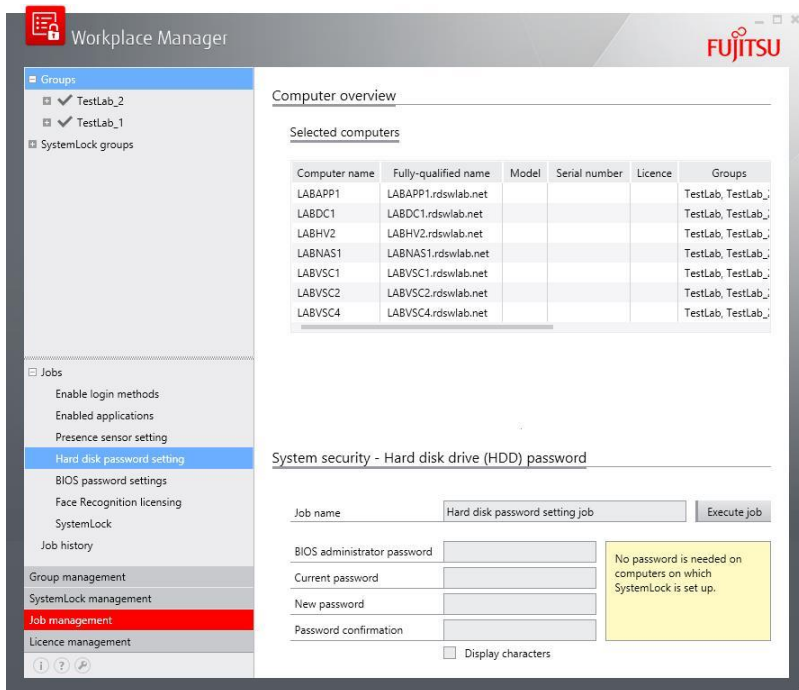 Workplace Manager
FUJITSU
Groups
TestLab_2
TestLab_1
SystemLock groups
Computer overview
Selected computers
Computer name Fully-qualified name Model Serial number Licence Groups
LABAPP1 LABAPP1.rdswlab.net TestLab, TestLab_
LABDC1 LABDC1.rdswlab.net TestLab, TestLab_
LABHV2 LABHV2.rdswlab.net TestLab, TestLab_
LABNAS1 LABNAS1.rdswlab.net TestLab, TestLab_
LABVSC1 LABVSC1.rdswlab.net TestLab, TestLab_
LABVSC2 LABVSC2.rdswlab.net TestLab, TestLab_
LABVSC4 LABVSC4.rdswlab.net TestLab, TestLab_
Jobs
Enable login methods
Enabled applications
Presence sensor setting
Hard disk password setting
BIOS password settings
Face Recognition licensing
SystemLock
Job history
Group management
SystemLock management
Job management
Licence management
System security - Hard disk drive (HDD) password
Job name Hard disk password setting job Execute job
BIOS administrator password
Current password
New password
Password confirmation
Display characters
No password is needed on
computers on which
SystemLock is set up.